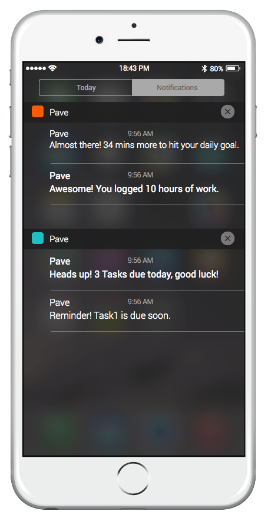 18:43 PM
80%
Today
Notifications
Pave
Pave 9:56 AM
Almost there! 34 mins more to hit your daily goal.
Pave 9:56 AM
Awesome! You logged 10 hours of work.
Pave
Pave 9:56 AM
Heads up! 3 Tasks due today, good luck!
Pave 9:56 AM
Reminder! Task1 is due soon.